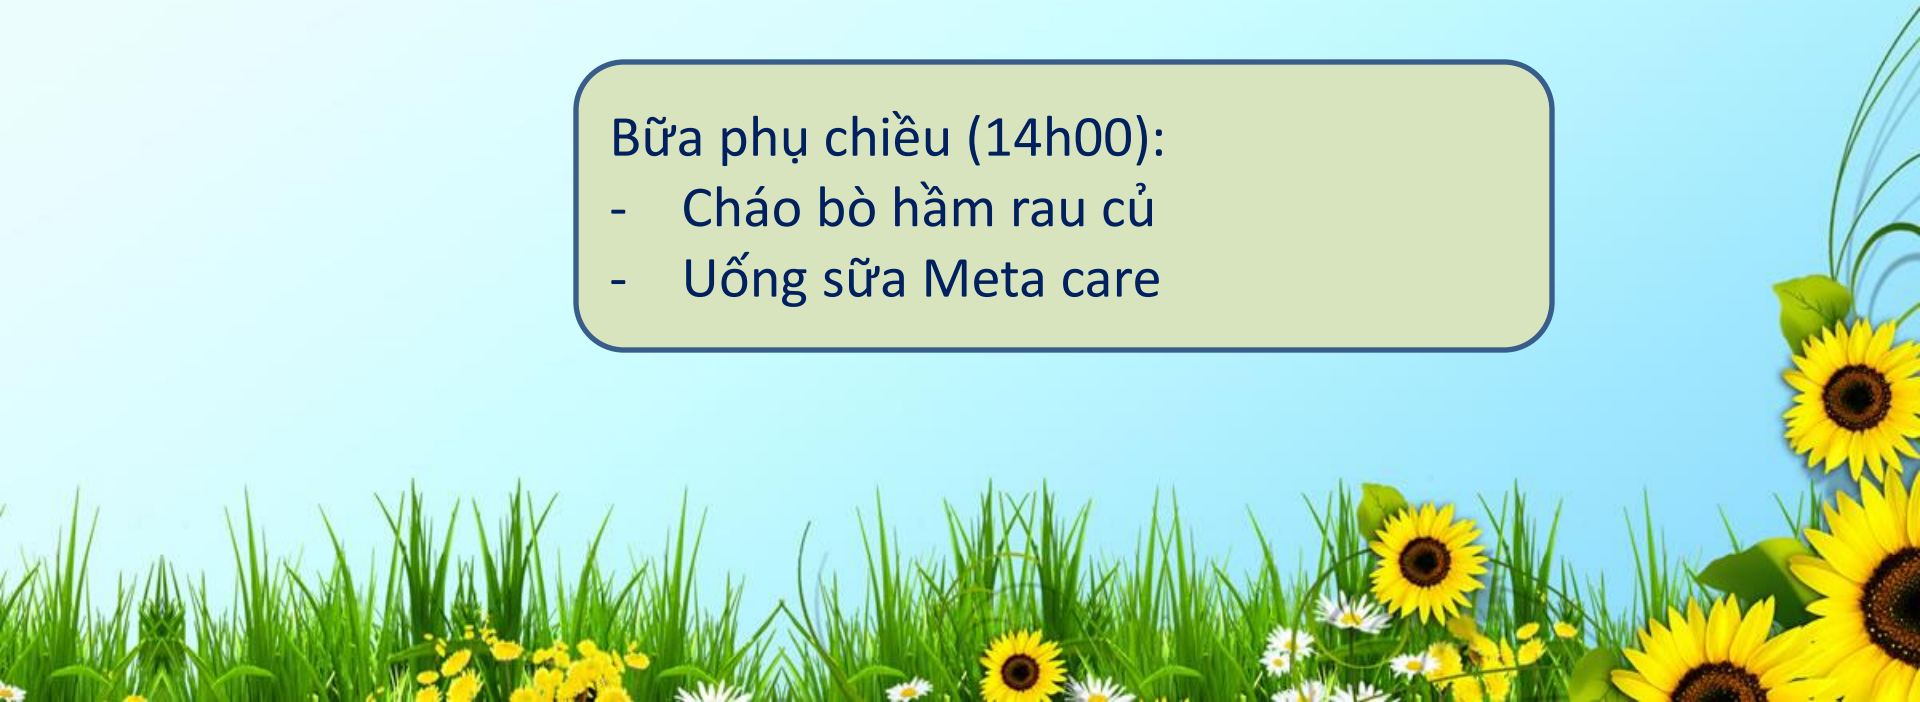 Bữa phụ chiều (14h00):
- Cháo bò hầm rau củ
- Uống sữa Meta care